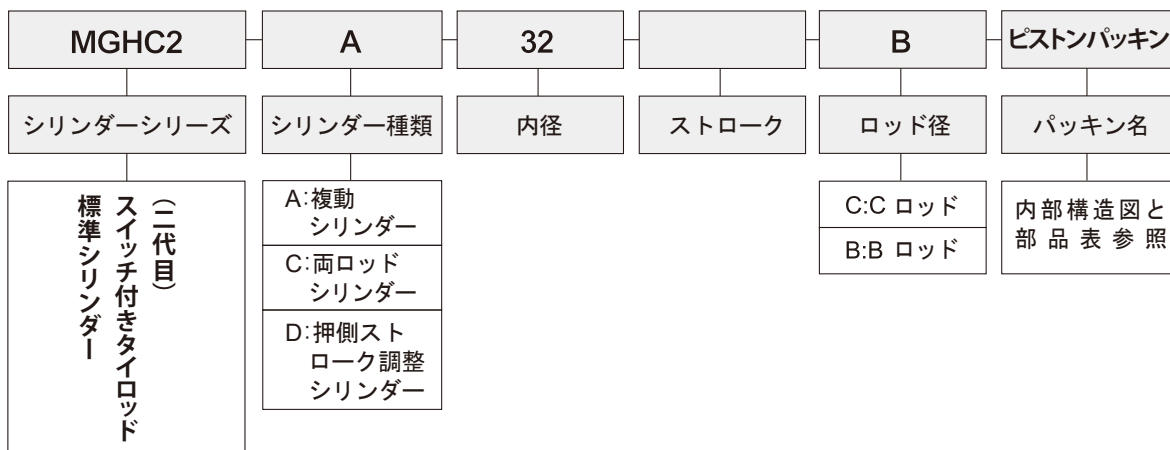 MGHC2
A
32
B
ピストンパッキン
シリンダーシリーズ
シリンダー種類
内径
ストローク
ロッド径
パッキン名
(二代目)
スイッチ付きタイロッド
標準シリンダー
A:複動
シリンダー
C:両ロッド
シリンダー
D:押側スト
ローク調整
シリンダー
C:C ロッド
B:B ロッド
内部構造図と
部品表参照